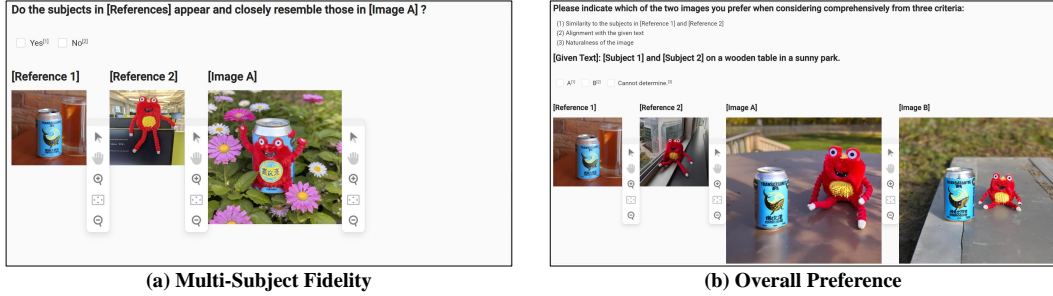 Do the subjects in [References] appear and closely resemble those in [Image A] ?
Yes[1] No[2]
[Reference 1] [Reference 2] [Image A]
(a) Multi-Subject Fidelity
Please indicate which of the two images you prefer when considering comprehensively from three criteria:
(1) Similarity to the subjects in [Reference 1] and [Reference 2]
(2) Alignment with the given text
(3) Naturalness of the image
[Given Text]: [Subject 1] and [Subject 2] on a wooden table in a sunny park.
A[1] B[2] Cannot determine.[3]
[Reference 1] [Reference 2] [Image A] [Image B]
(b) Overall Preference